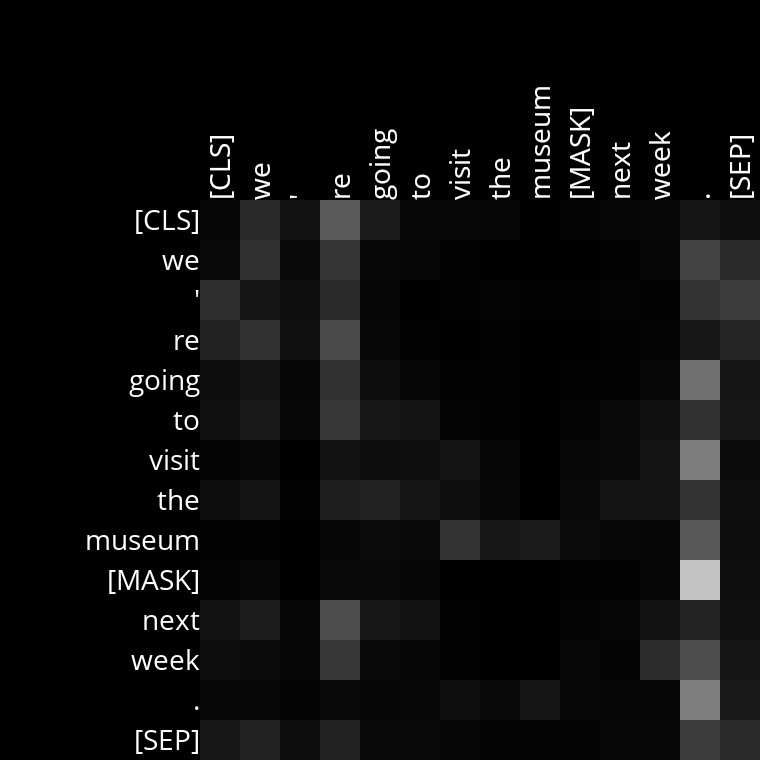 [CLS] we ' re going to visit the museum [MASK] next week . [SEP]
[CLS]
we
'
re
going
to
visit
the
museum
[MASK]
next
week
.
[SEP]